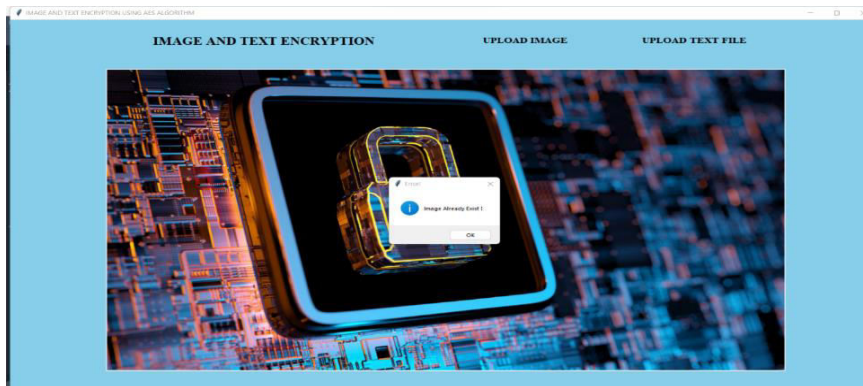 IMAGE AND TEXT ENCRYPTION USING AES ALGORITHM
IMAGE AND TEXT ENCRYPTION
UPLOAD IMAGE
UPLOAD TEXT FILE
Error
Image Already Exist !
OK